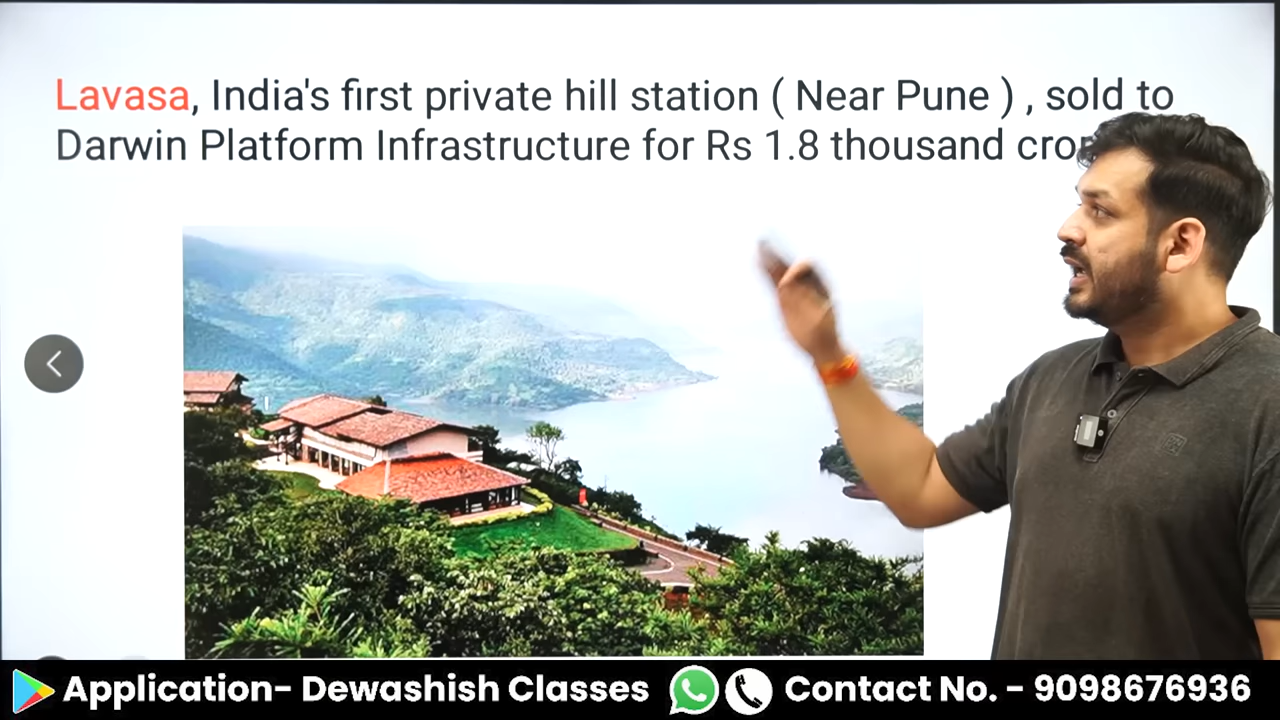 Lavasa, India's first private hill station ( Near Pune ) , sold to
Darwin Platform Infrastructure for Rs 1.8 thousand
Application- Dewashish Classes
Contact No. - 9098676936